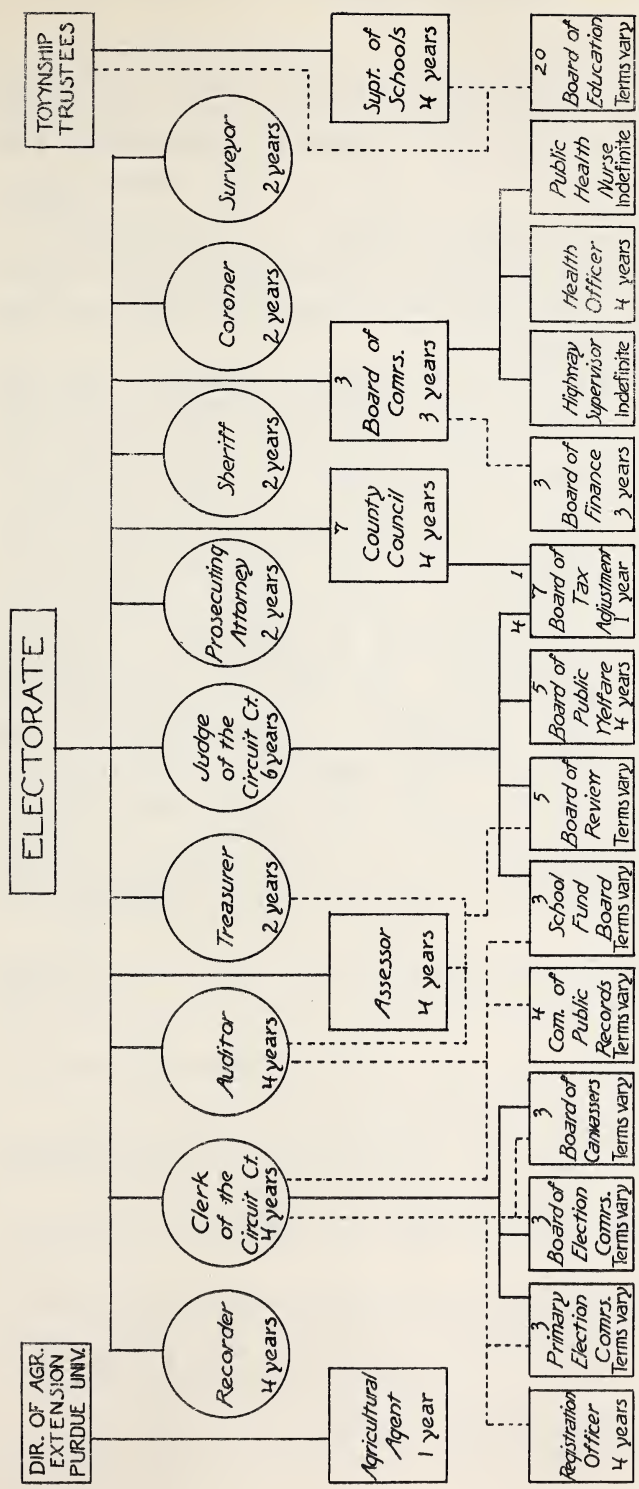 ELECTORATE
DIR. OF AGR.
EXTENSION
PURDUE UNIV.
TOWNSHIP
TRUSTEES
Recorder
4 years
Clerk
of the
Circuit Ct.
4 years
Auditor
4 years
Treasurer
2 years
Judge
of the
Circuit Ct.
6 years
Prosecuting
Attorney
2 years
Sheriff
2 years
Coroner
2 years
Surveyor
2 years
Agricultural
Agent
1 year
Assessor
4 years
7
County
Council
4 years
3
Board of
Comrs.
3 years
Supt. of
Schools
4 years
Registration
Officer
4 years
3
Primary
Election
Comrs.
Terms vary
3
Board of
Election
Comrs.
Terms vary
3
Board of
Canvassers
Terms vary
4
Com. of
Public
Records
Terms vary
3
School
Fund
Board
Terms vary
5
Board of
Review
Terms vary
5
Board of
Public
Welfare
4 years
4
1
7
Board of
Tax
Adjustment
1 year
3
Board of
Finance
3 years
Highway
Supervisor
Indefinite
Health
Officer
4 years
Public
Health
Nurse
Indefinite
20
Board of
Education
Terms vary